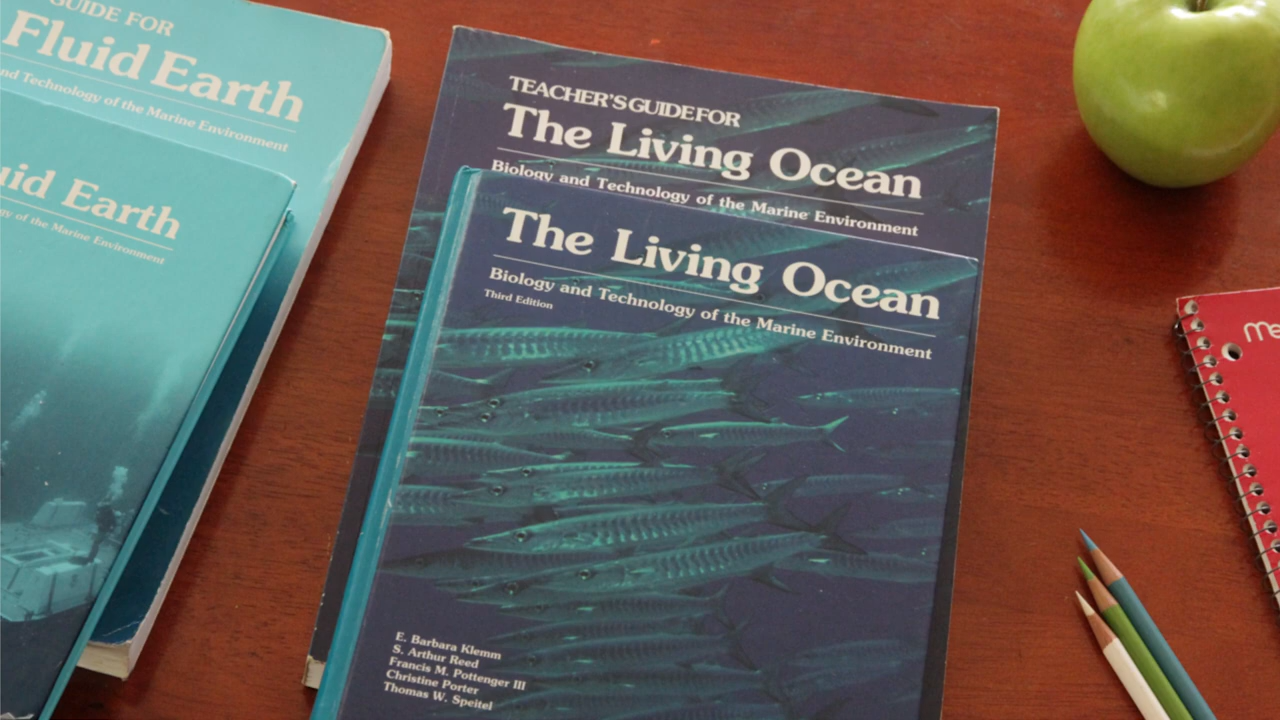 GUIDE FOR
Fluid Earth
and Technology of the Marine Environment
Fluid Earth
of the Marine Environment
TEACHER'S GUIDE FOR
The Living Ocean
Biology and Technology of the Marine Environment
The Living Ocean
Biology and Technology of the Marine Environment
Third Edition
E. Barbara Klemm
S. Arthur Reed
Francis M. Pottenger III
Christine Porter
Thomas W. Speitel